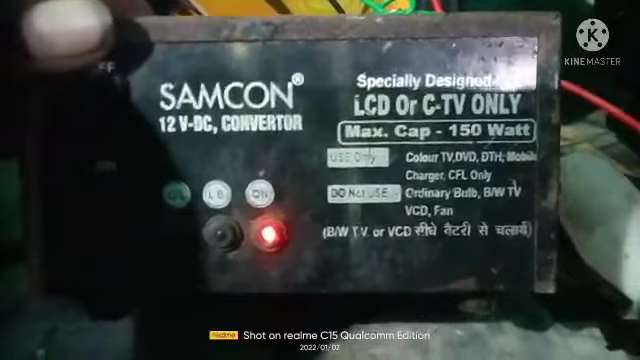 SAMCON®
12 V-DC, CONVERTOR
Specially Designed
LCD Or C-TV ONLY
Max. Cap - 150 Watt
USE Only Colour TV,DVD, DTH, Mobile
Charger, CFL Only
DO Not USE Ordinary Bulb, B/W TV
VCD, Fan
(B/W T.V. or VCD सीधे बैटरी से चलायें)
L B ON
K
KINEMASTER
realme Shot on realme C15 Qualcomm Edition
2022/01/02